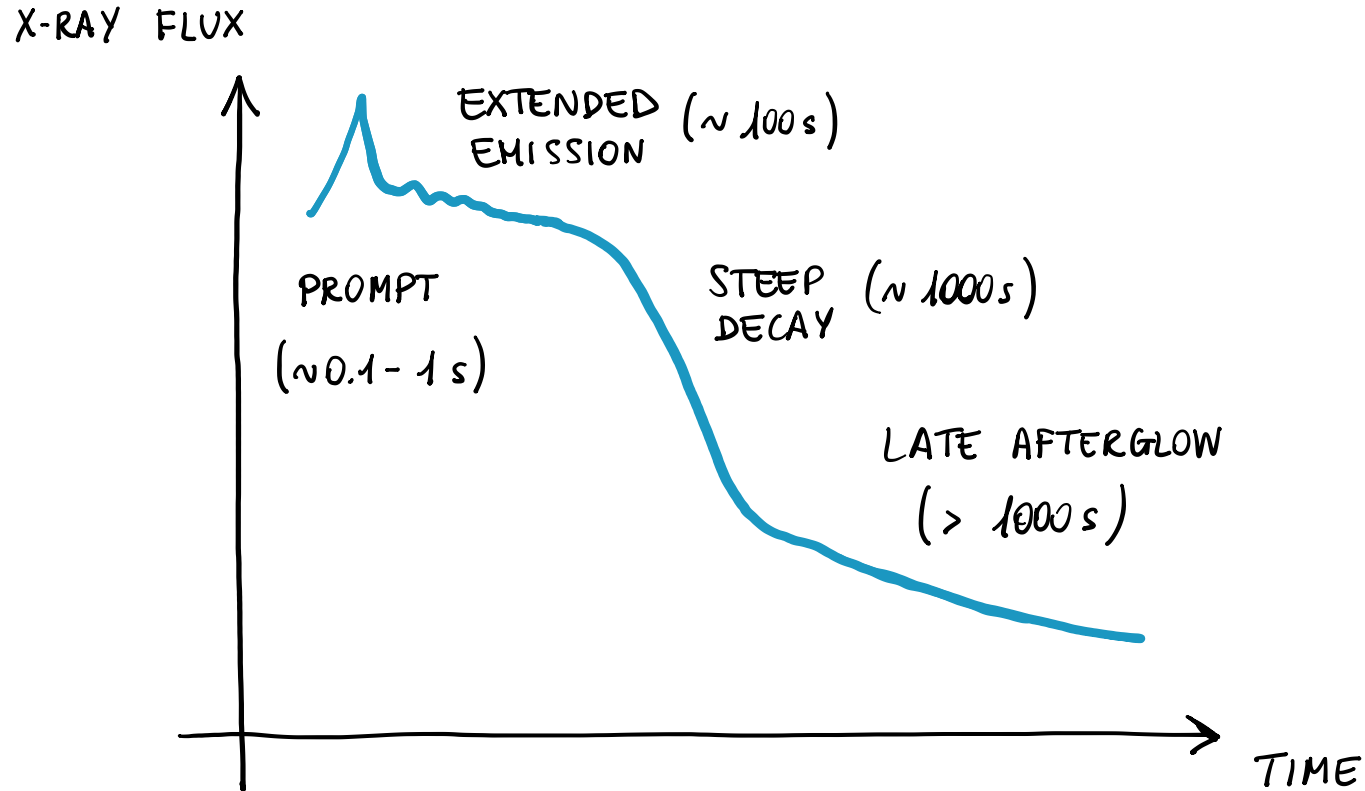 X-RAY FLUX
EXTENDED (~ 100 s)
EMISSION
PROMPT
(~0.1 - 1 s)
STEEP (~ 1000 s)
DECAY
LATE AFTERGLOW
(> 1000 s)
TIME